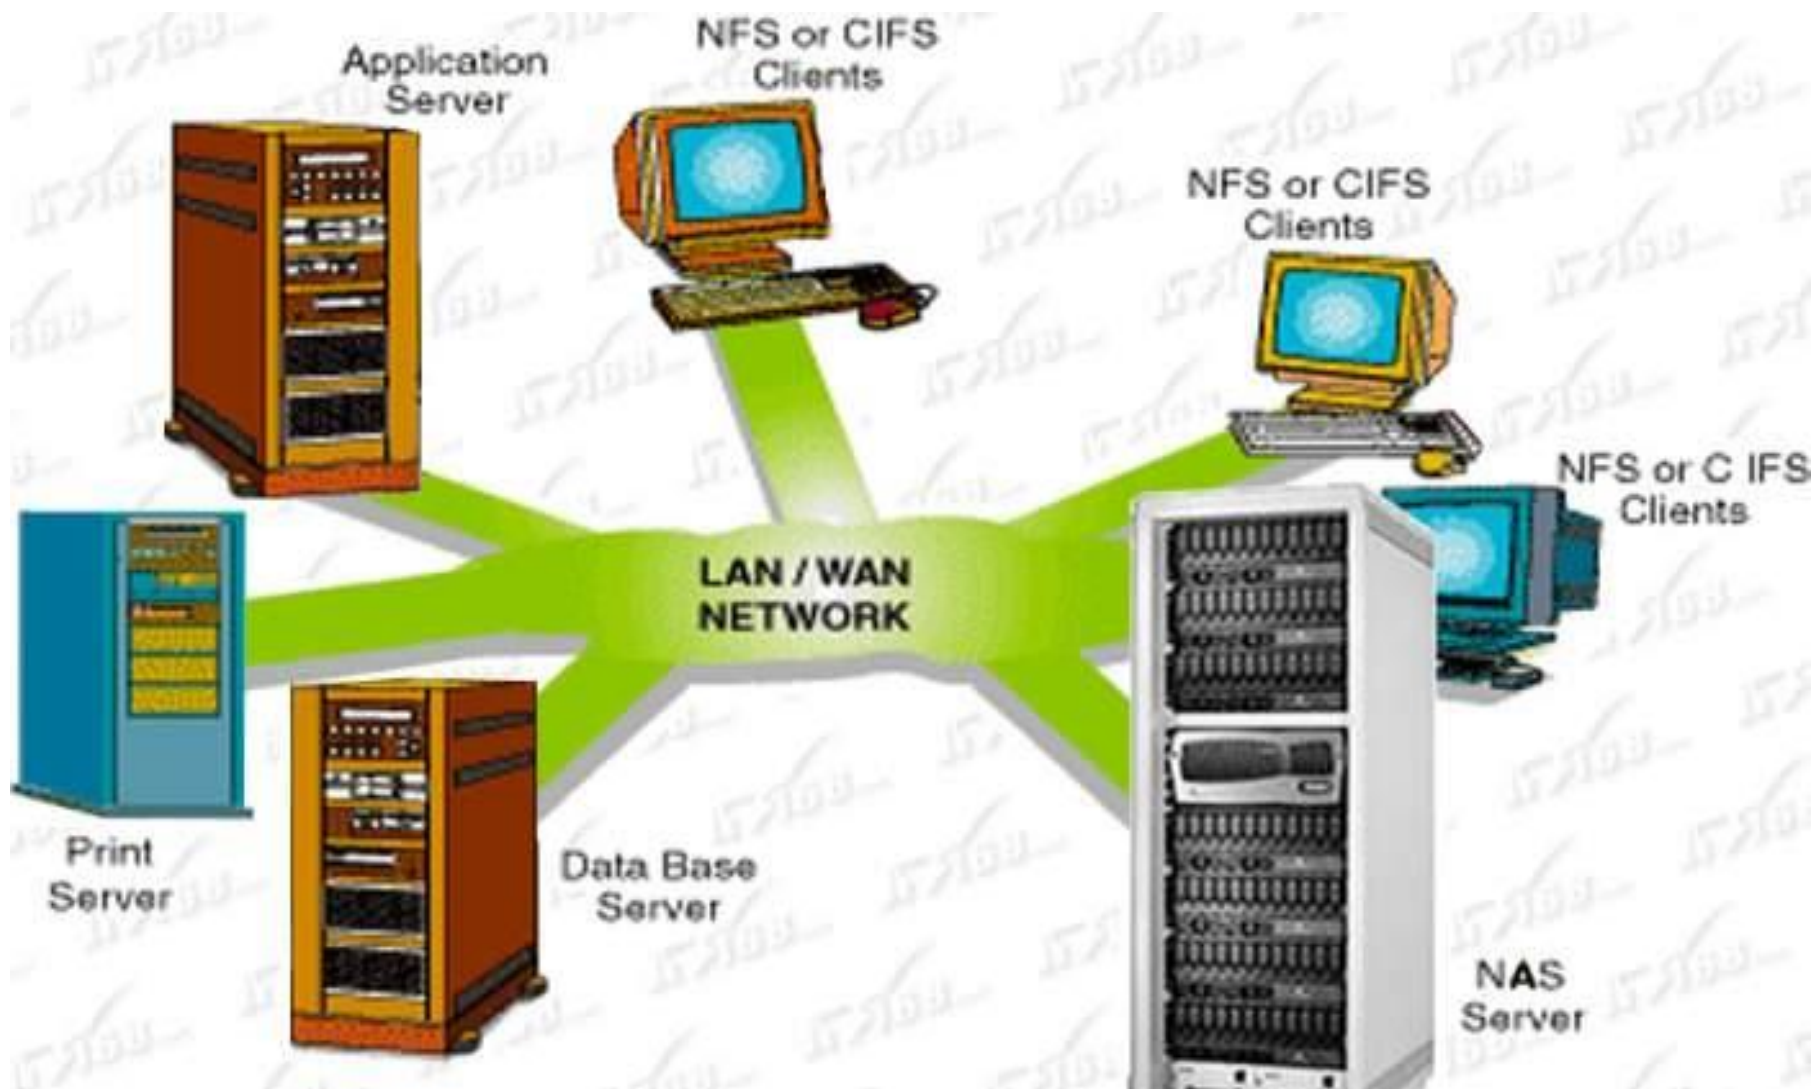 NFS or CIFS
Clients
Application
Server
NFS or CIFS
Clients
NFS or C IFS
Clients
LAN / WAN
NETWORK
Print
Server
Data Base
Server
NAS
Server